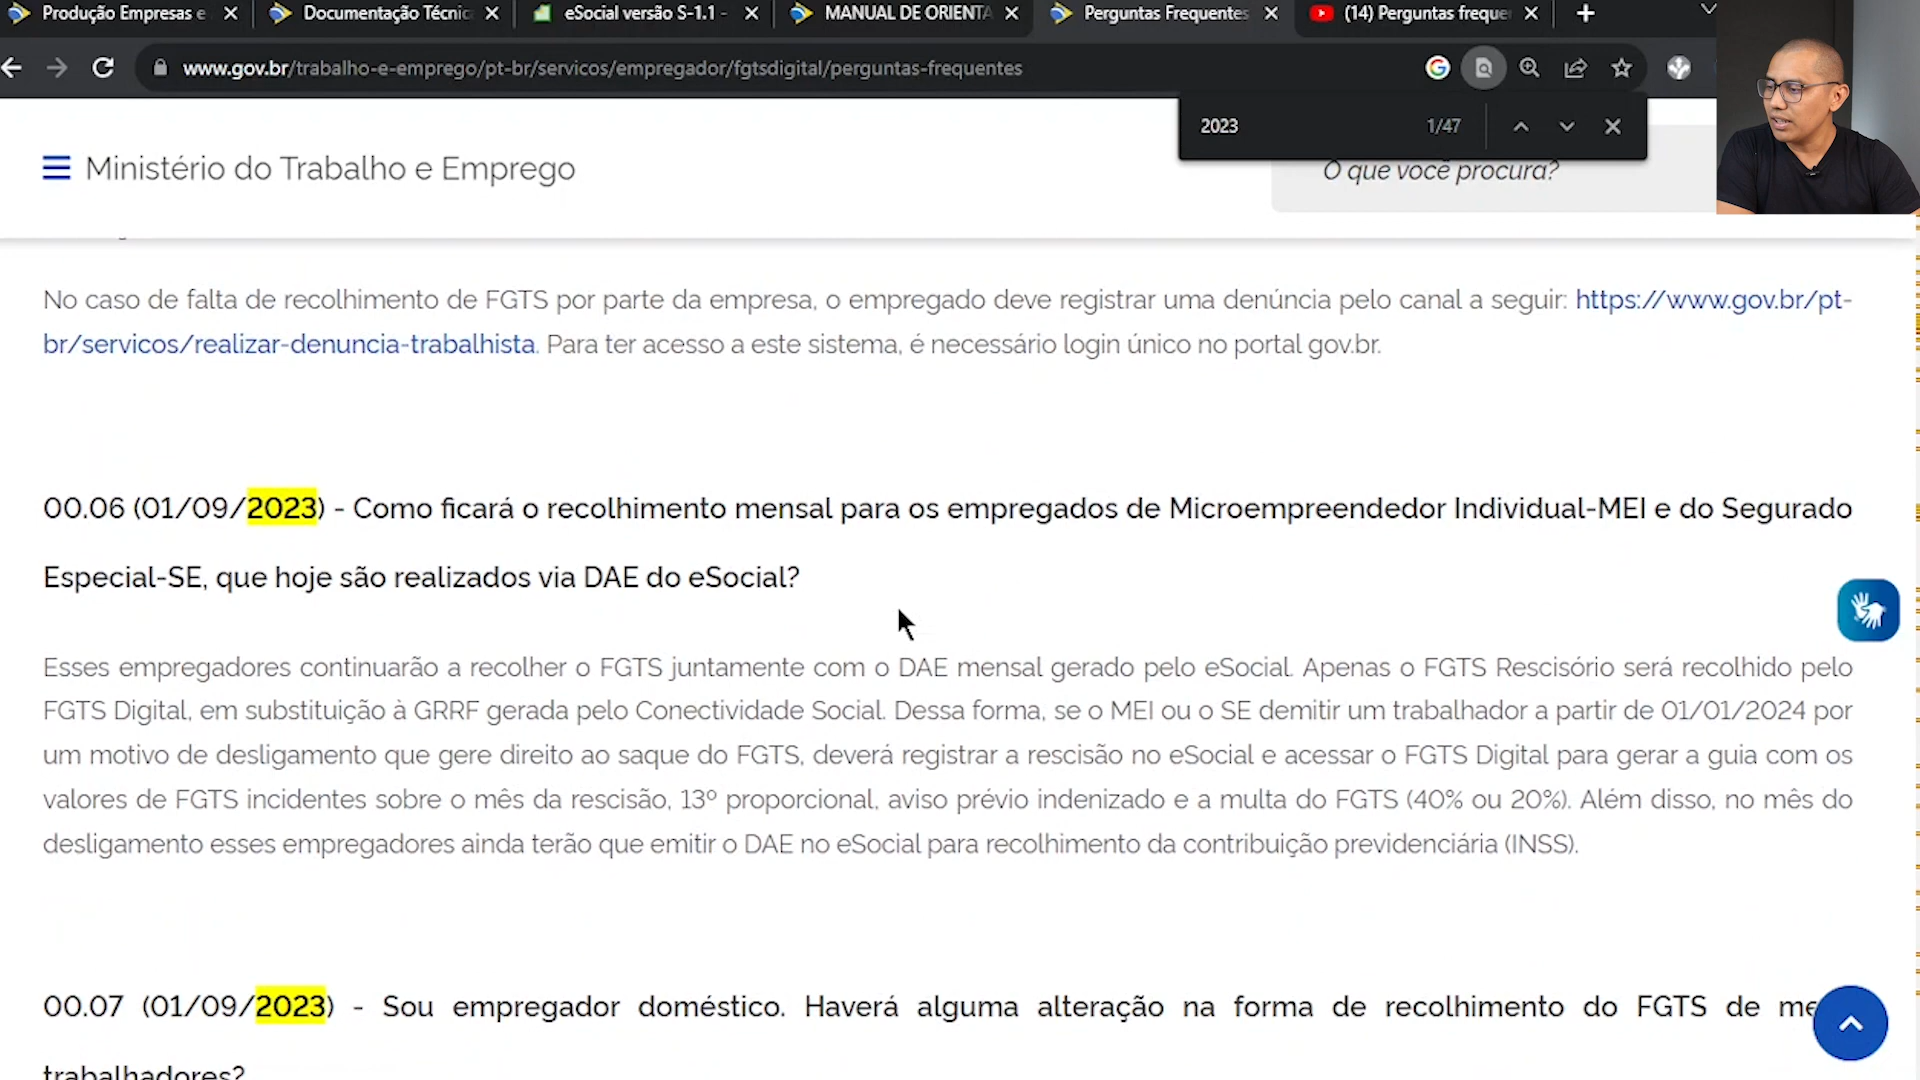 Produção Empresas e
Documentação Técnic
eSocial versão S-1.1 -
MANUAL DE ORIENTA
Perguntas Frequentes
(14) Perguntas freque
www.gov.br/trabalho-e-emprego/pt-br/servicos/empregador/fgtsdigital/perguntas-frequentes
2023
1/47
Ministério do Trabalho e Emprego
O que você procura?
No caso de falta de recolhimento de FGTS por parte da empresa, o empregado deve registrar uma denúncia pelo canal a seguir: https://www.gov.br/pt-
br/servicos/realizar-denuncia-trabalhista. Para ter acesso a este sistema, é necessário login único no portal gov.br.
00.06 (01/09/2023) - Como ficará o recolhimento mensal para os empregados de Microempreendedor Individual-MEI e do Segurado
Especial-SE, que hoje são realizados via DAE do eSocial?
Esses empregadores continuarão a recolher o FGTS juntamente com o DAE mensal gerado pelo eSocial. Apenas o FGTS Rescisório será recolhido pelo
FGTS Digital, em substituição à GRRF gerada pelo Conectividade Social. Dessa forma, se o MEI ou o SE demitir um trabalhador a partir de 01/01/2024 por
um motivo de desligamento que gere direito ao saque do FGTS, deverá registrar a rescisão no eSocial e acessar o FGTS Digital para gerar a guia com os
valores de FGTS incidentes sobre o mês da rescisão, 13º proporcional, aviso prévio indenizado e a multa do FGTS (40% ou 20%). Além disso, no mês do
desligamento esses empregadores ainda terão que emitir o DAE no eSocial para recolhimento da contribuição previdenciária (INSS).
00.07 (01/09/2023) - Sou empregador doméstico. Haverá alguma alteração na forma de recolhimento do FGTS de me
trabalhadores?